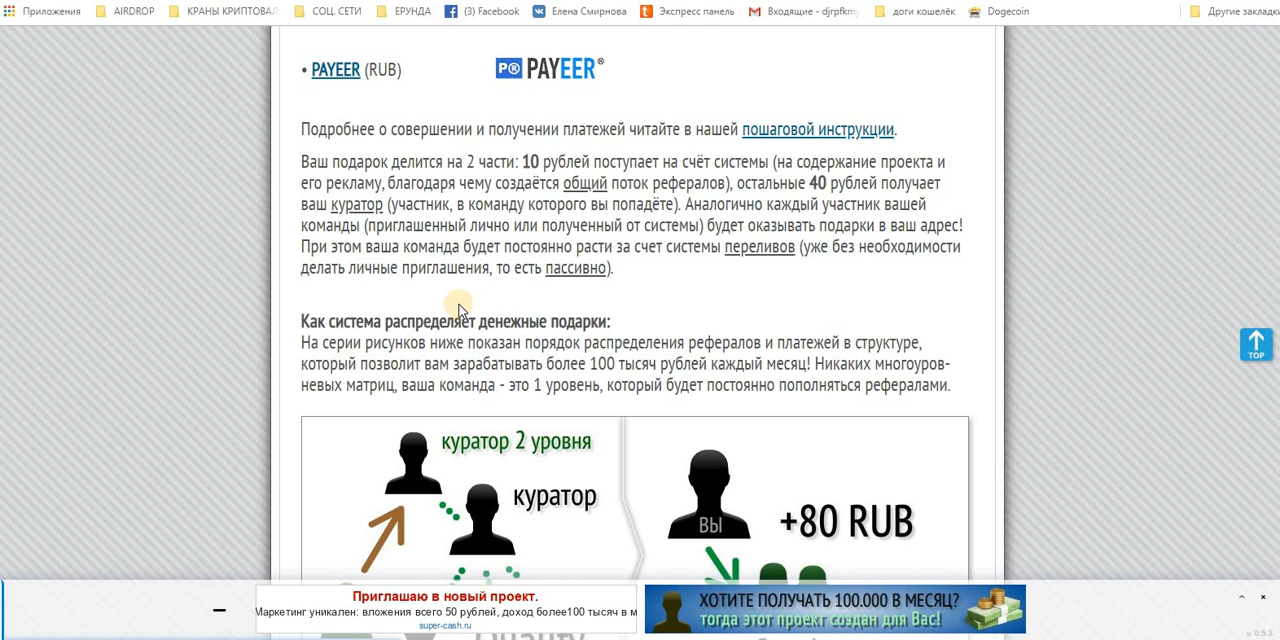 Приложения AIRDROP КРАНЫ КРИПТОВАЛ СОЦ. СЕТИ ЕРУНДА (3) Facebook Елена Смирнова Экспресс панель Входящие - djrpfkmy доги кошелёк Dogecoin Другие закладки
• PAYEER (RUB) P® PAYEER®
Подробнее о совершении и получении платежей читайте в нашей пошаговой инструкции.
Ваш подарок делится на 2 части: 10 рублей поступает на счёт системы (на содержание проекта и
его рекламу, благодаря чему создаётся общий поток рефералов), остальные 40 рублей получает
ваш куратор (участник, в команду которого вы попадёте). Аналогично каждый участник вашей
команды (приглашенный лично или полученный от системы) будет оказывать подарки в ваш адрес!
При этом ваша команда будет постоянно расти за счет системы переливов (уже без необходимости
делать личные приглашения, то есть пассивно).
Как система распределяет денежные подарки:
На серии рисунков ниже показан порядок распределения рефералов и платежей в структуре,
который позволит вам зарабатывать более 100 тысяч рублей каждый месяц! Никаких многоуров-
невых матриц, ваша команда - это 1 уровень, который будет постоянно пополняться рефералами.
TOP
куратор 2 уровня
куратор
ВЫ
+80 RUB
Приглашаю в новый проект.
Маркетинг уникален: вложения всего 50 рублей, доход более100 тысяч в м
super-cash.ru
ХОТИТЕ ПОЛУЧАТЬ 100.000 В МЕСЯЦ?
тогда этот проект создан для Вас!
v 0.5.3